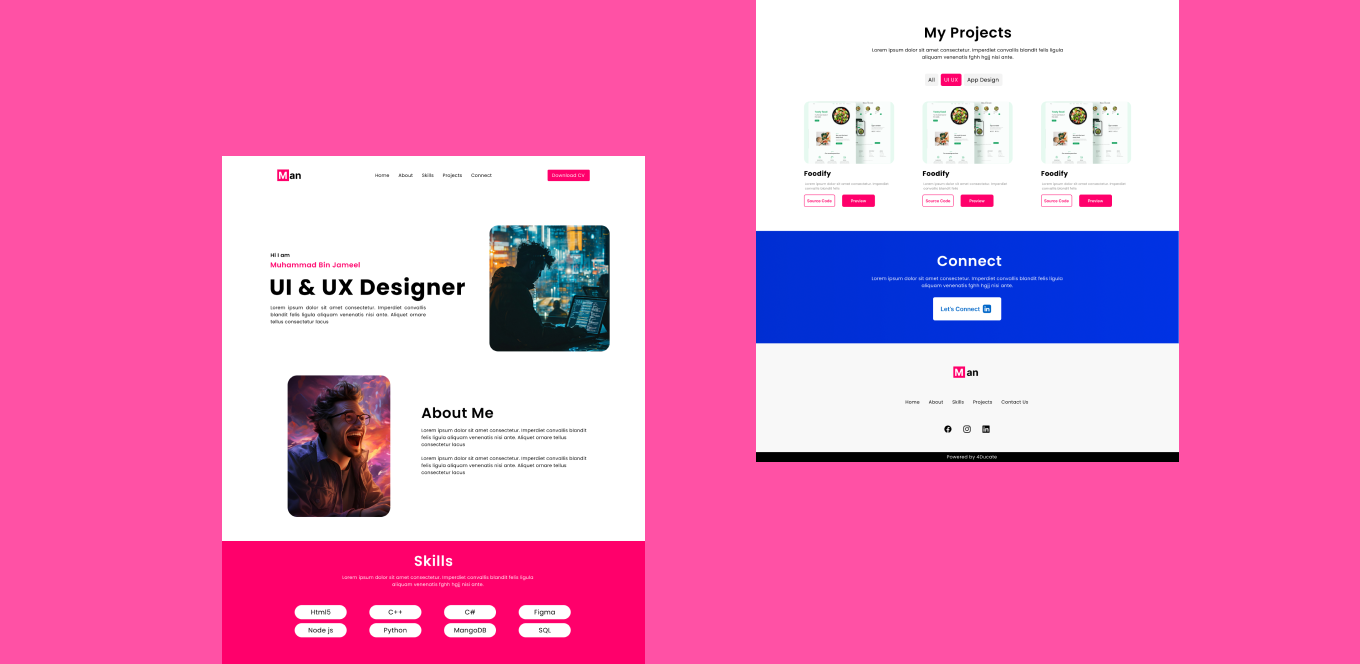 Man
Home About Skills Projects Connect
Download CV
Hi I am
Muhammad Bin Jameel
UI & UX Designer
Lorem ipsum dolor sit amet consectetur. Imperdiet convallis
blandit felis ligula aliquam venenatis nisi ante. Aliquet ornare
tellus consectetur lacus
About Me
Lorem ipsum dolor sit amet consectetur. Imperdiet convallis blandit
felis ligula aliquam venenatis nisi ante. Aliquet ornare tellus
consectetur lacus
Lorem ipsum dolor sit amet consectetur. Imperdiet convallis blandit
felis ligula aliquam venenatis nisi ante. Aliquet ornare tellus
consectetur lacus
Skills
Lorem ipsum dolor sit amet consectetur. Imperdiet convallis blandit felis ligula
aliquam venenatis fghh hgjj nisi ante.
Html5 C++ C# Figma
Node js Python MangoDB SQL
My Projects
Lorem ipsum dolor sit amet consectetur. Imperdiet convallis blandit felis ligula
aliquam venenatis fghh hgjj nisi ante.
All UI UX App Design
Foodify Foodify Foodify
Lorem ipsum dolor sit amet consectetur. Imperdiet
convallis blandit felis
Lorem ipsum dolor sit amet consectetur. Imperdiet
convallis blandit felis
Lorem ipsum dolor sit amet consectetur. Imperdiet
convallis blandit felis
Source Code Preview Source Code Preview Source Code Preview
Connect
Lorem ipsum dolor sit amet consectetur. Imperdiet convallis blandit felis ligula
aliquam venenatis fghh hgjj nisi ante.
Let's Connect in
Man
Home About Skills Projects Contact Us
Powered by 4Ducate